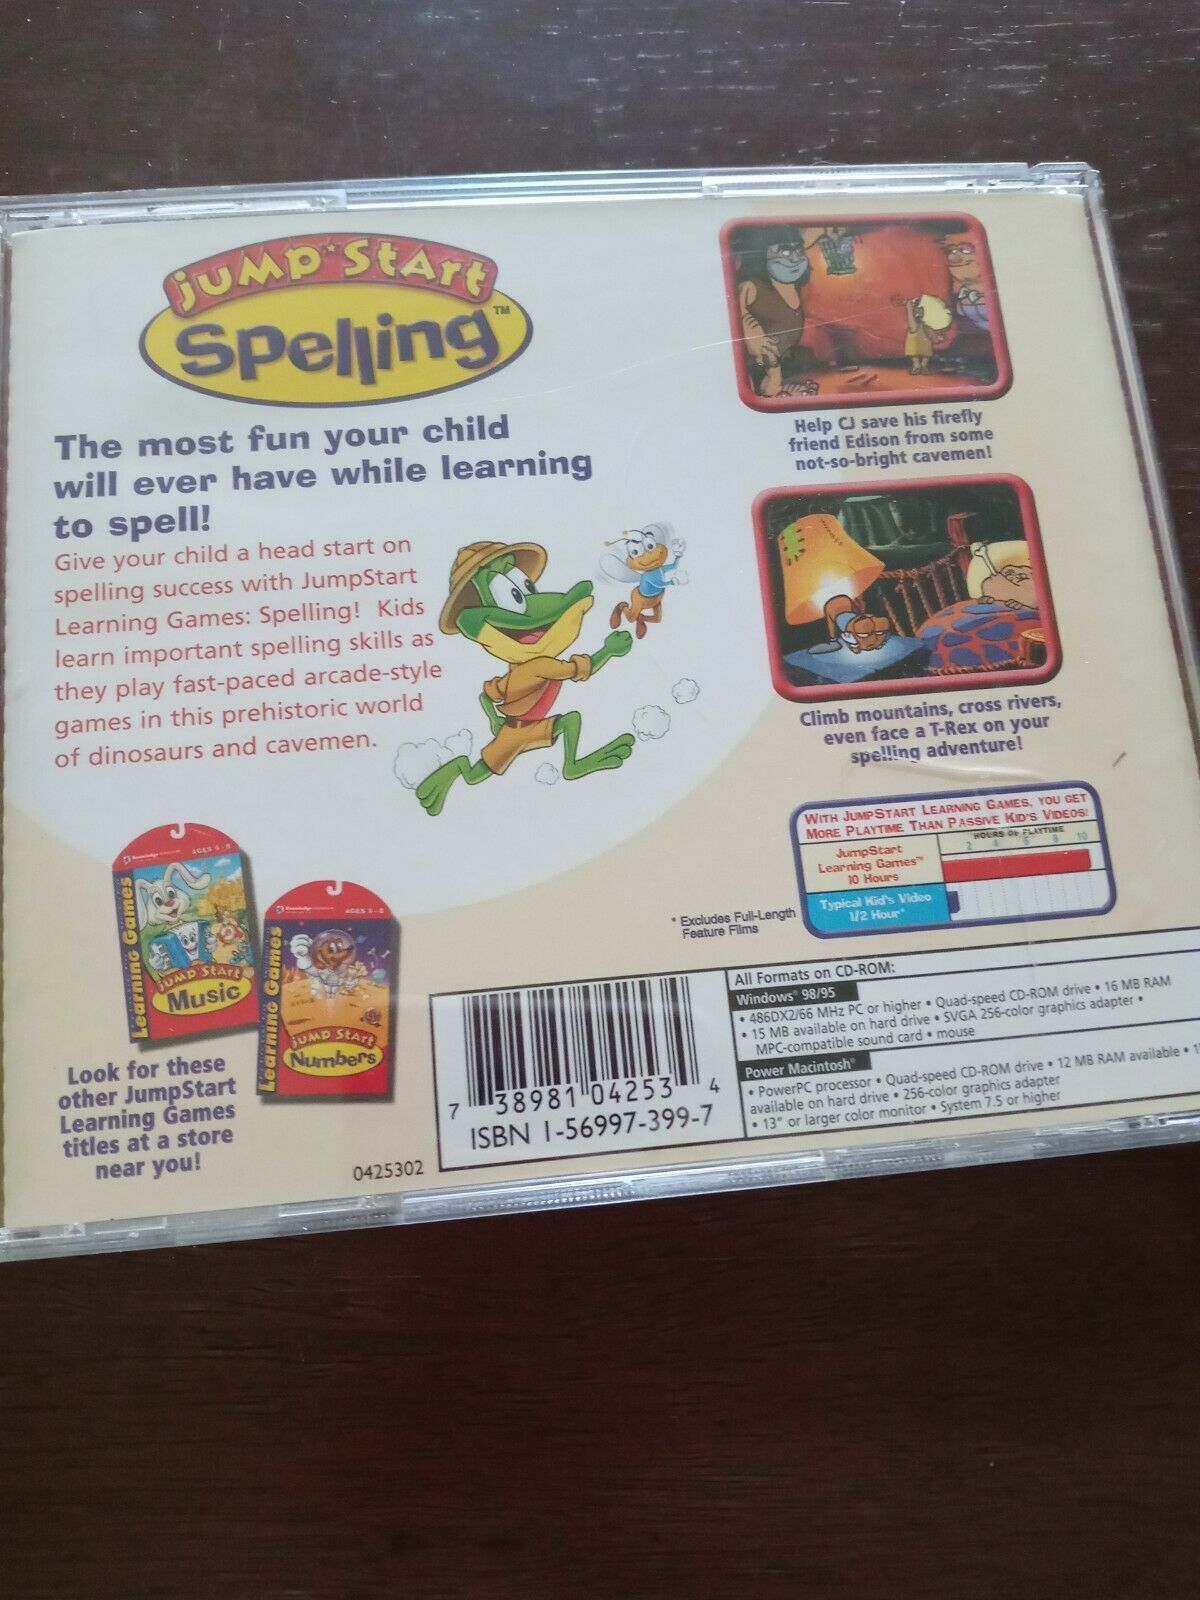 JumpStart
Spelling™
The most fun your child
will ever have while learning
to spell!
Give your child a head start on
spelling success with JumpStart
Learning Games: Spelling! Kids
learn important spelling skills as
they play fast-paced arcade-style
games in this prehistoric world
of dinosaurs and cavemen.
Help CJ save his firefly
friend Edison from some
not-so-bright cavemen!
Climb mountains, cross rivers,
even face a T-Rex on your
spelling adventure!
With JumpStart Learning Games, you get
More Playtime Than Passive Kid's Videos!
HOURS OF PLAYTIME
2 4 6 8 10
JumpStart
Learning Games™
10 Hours
Typical Kid's Video
1/2 Hour*
* Excludes Full-Length
Feature Films
Knowledge
AGES 5-8
Learning Games
JumpStart
Music
Knowledge
AGES 5-8
Learning Games
JumpStart
Numbers
Look for these
other JumpStart
Learning Games
titles at a store
near you!
0425302
7 38981 04253 4
ISBN 1-56997-399-7
All Formats on CD-ROM:
Windows® 98/95
• 486DX2/66 MHz PC or higher • Quad-speed CD-ROM drive • 16 MB RAM
• 15 MB available on hard drive • SVGA 256-color graphics adapter •
MPC-compatible sound card • mouse
Power Macintosh®
• PowerPC processor • Quad-speed CD-ROM drive • 12 MB RAM available •
available on hard drive • 256-color graphics adapter
• 13" or larger color monitor • System 7.5 or higher